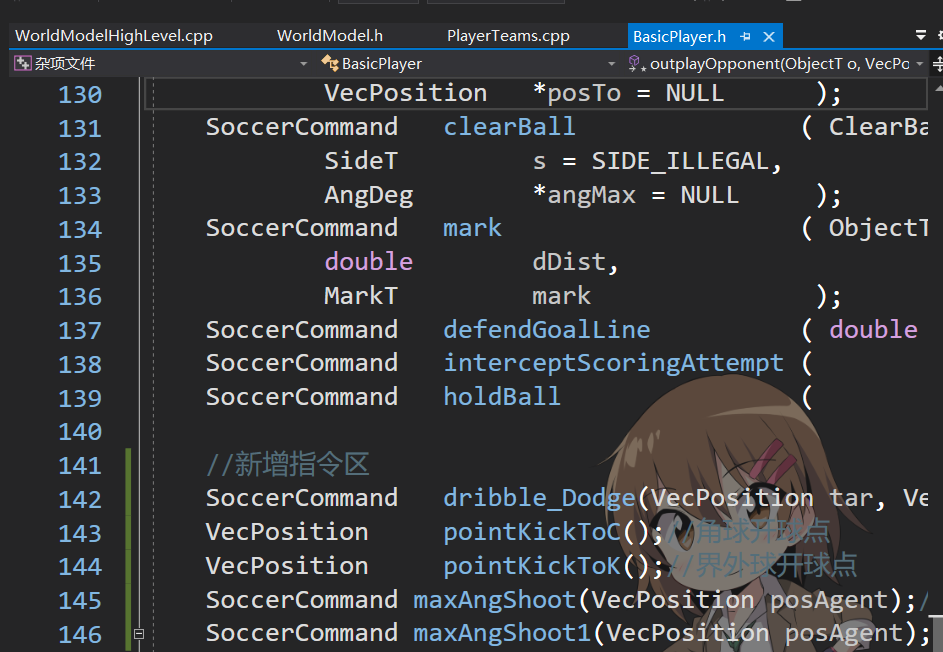 WorldModelHighLevel.cpp WorldModel.h PlayerTeams.cpp BasicPlayer.h
杂项文件 BasicPlayer outplayOpponent(ObjectT o, VecPo
130 VecPosition *posTo = NULL );
131 SoccerCommand clearBall ( ClearBa
132 SideT s = SIDE_ILLEGAL,
133 AngDeg *angMax = NULL );
134 SoccerCommand mark ( ObjectT
135 double dDist,
136 MarkT mark );
137 SoccerCommand defendGoalLine ( double
138 SoccerCommand interceptScoringAttempt (
139 SoccerCommand holdBall (
140
141 //新增指令区
142 SoccerCommand dribble_Dodge(VecPosition tar, Ve
143 VecPosition pointKickToC();//角球开球点
144 VecPosition pointKickToK();//界外球开球点
145 SoccerCommand maxAngShoot(VecPosition posAgent);/
146 SoccerCommand maxAngShoot1(VecPosition posAgent);